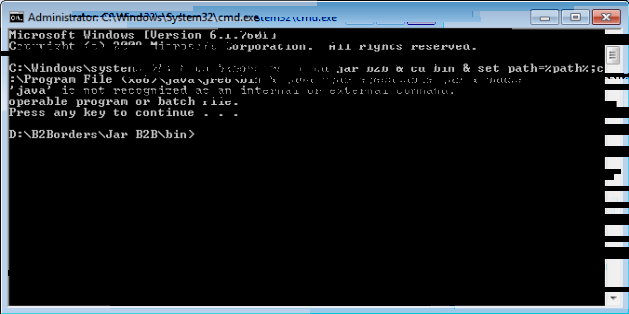 Administrator: C:\Windows\System32\cmd.exe
Microsoft Windows [Version 6.1.7601]
Copyright (c) 2009 Microsoft Corporation. All rights reserved.
C:\Windows\system jar b2b & cd bin & set path=%path%;c
:\Program File (x86)\java\jre6\bin &
'java' is not recognized as an internal or external command,
operable program or batch file.
Press any key to continue . . .
D:\B2Borders\Jar B2B\bin>